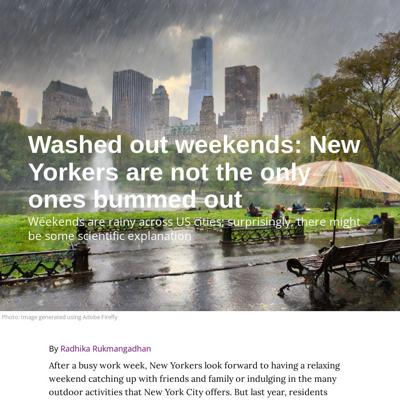 Washed out weekends: New
Yorkers are not the only
ones bummed out
Weekends are rainy across US cities; surprisingly, there might
be some scientific explanation
Photo: Image generated using Adobe Firefly
By Radhika Rukmangadhan
After a busy work week, New Yorkers look forward to having a relaxing
weekend catching up with friends and family or indulging in the many
outdoor activities that New York City offers. But last year, residents